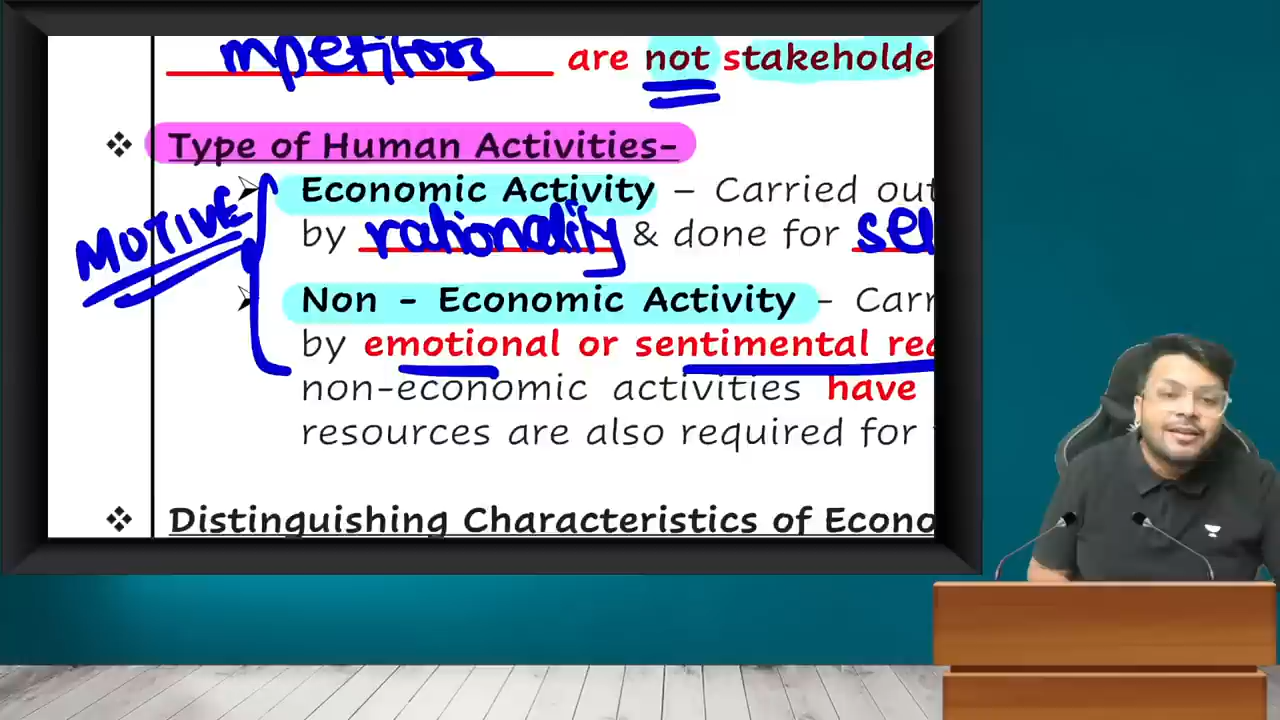 mpetitors are not stakeholde
❖ Type of Human Activities-
➢ Economic Activity – Carried out
by rationality & done for sel
MOTIVE
➢ Non - Economic Activity - Carr
by emotional or sentimental rea
non-economic activities have
resources are also required for
❖ Distinguishing Characteristics of Econo